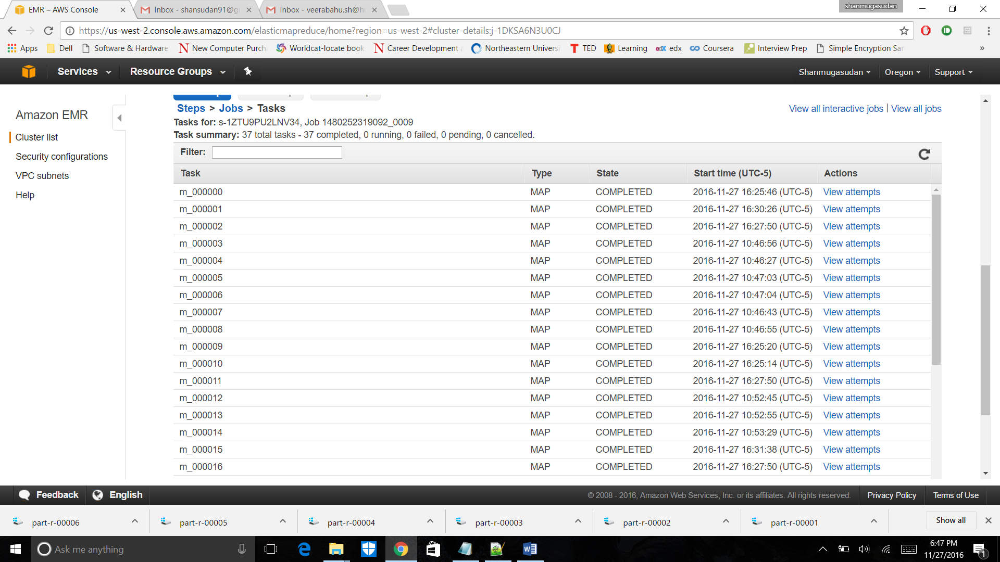 EMR – AWS Console
Inbox - shansudan91@g
Inbox - veerabahu.sh@h
shanmugasudan
https://us-west-2.console.aws.amazon.com/elasticmapreduce/home?region=us-west-2#cluster-details:j-1DKSA6N3U0CJ
Apps Dell Software & Hardware New Computer Purch Worldcat-locate book Career Development Northeastern Universi TED Learning edX edx Coursera Interview Prep Simple Encryption Sa »
Services Resource Groups Shanmugasudan Oregon Support
Amazon EMR
Cluster list
Security configurations
VPC subnets
Help
Steps > Jobs > Tasks View all interactive jobs | View all jobs
Tasks for: s-1ZTU9PU2LNV34, Job 1480252319092_0009
Task summary: 37 total tasks - 37 completed, 0 running, 0 failed, 0 pending, 0 cancelled.
Filter:
Task Type State Start time (UTC-5) Actions
m_000000 MAP COMPLETED 2016-11-27 16:25:46 (UTC-5) View attempts
m_000001 MAP COMPLETED 2016-11-27 16:30:26 (UTC-5) View attempts
m_000002 MAP COMPLETED 2016-11-27 16:27:50 (UTC-5) View attempts
m_000003 MAP COMPLETED 2016-11-27 10:46:56 (UTC-5) View attempts
m_000004 MAP COMPLETED 2016-11-27 10:46:27 (UTC-5) View attempts
m_000005 MAP COMPLETED 2016-11-27 10:47:03 (UTC-5) View attempts
m_000006 MAP COMPLETED 2016-11-27 10:47:04 (UTC-5) View attempts
m_000007 MAP COMPLETED 2016-11-27 10:46:43 (UTC-5) View attempts
m_000008 MAP COMPLETED 2016-11-27 10:46:55 (UTC-5) View attempts
m_000009 MAP COMPLETED 2016-11-27 16:25:20 (UTC-5) View attempts
m_000010 MAP COMPLETED 2016-11-27 16:25:14 (UTC-5) View attempts
m_000011 MAP COMPLETED 2016-11-27 16:27:50 (UTC-5) View attempts
m_000012 MAP COMPLETED 2016-11-27 10:52:45 (UTC-5) View attempts
m_000013 MAP COMPLETED 2016-11-27 10:52:55 (UTC-5) View attempts
m_000014 MAP COMPLETED 2016-11-27 10:53:29 (UTC-5) View attempts
m_000015 MAP COMPLETED 2016-11-27 16:31:38 (UTC-5) View attempts
m_000016 MAP COMPLETED 2016-11-27 16:27:50 (UTC-5) View attempts
Feedback English © 2008 - 2016, Amazon Web Services, Inc. or its affiliates. All rights reserved. Privacy Policy Terms of Use
part-r-00006 part-r-00005 part-r-00004 part-r-00003 part-r-00002 part-r-00001 Show all
Ask me anything
6:47 PM
11/27/2016
1